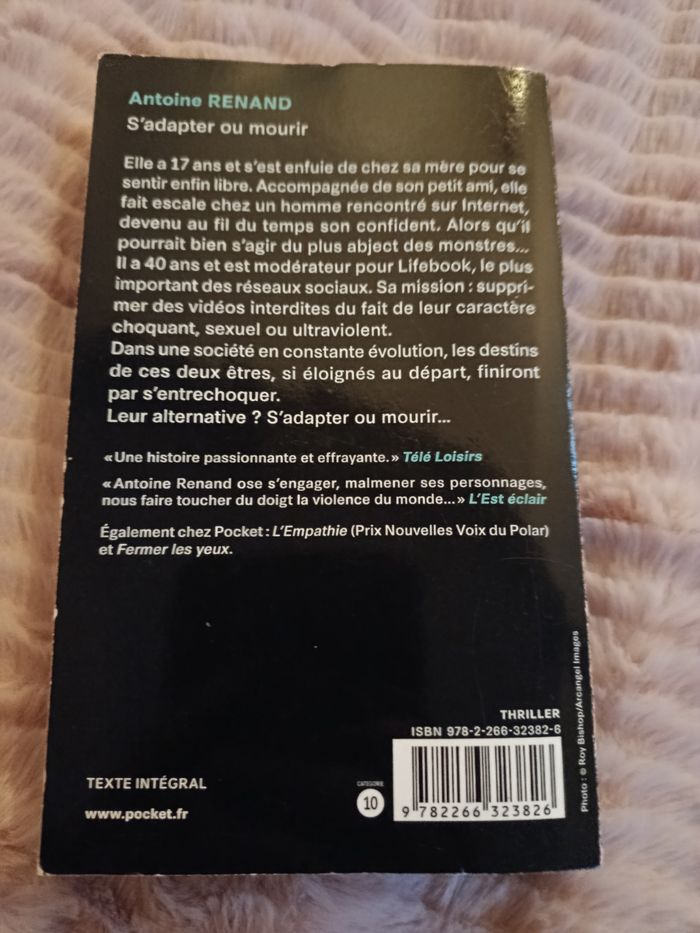 Antoine RENAND
S'adapter ou mourir
Elle a 17 ans et s'est enfuie de chez sa mère pour se
sentir enfin libre. Accompagnée de son petit ami, elle
fait escale chez un homme rencontré sur Internet,
devenu au fil du temps son confident. Alors qu'il
pourrait bien s'agir du plus abject des monstres...
Il a 40 ans et est modérateur pour Lifebook, le plus
important des réseaux sociaux. Sa mission : suppri-
mer des vidéos interdites du fait de leur caractère
choquant, sexuel ou ultraviolent.
Dans une société en constante évolution, les destins
de ces deux êtres, si éloignés au départ, finiront
par s'entrechoquer.
Leur alternative ? S'adapter ou mourir...
« Une histoire passionnante et effrayante. » Télé Loisirs
« Antoine Renand ose s'engager, malmener ses personnages,
nous faire toucher du doigt la violence du monde... » L'Est éclair
Également chez Pocket : L'Empathie (Prix Nouvelles Voix du Polar)
et Fermer les yeux.
Photo : © Roy Bishop/Arcangel Images
THRILLER
ISBN 978-2-266-32382-6
TEXTE INTÉGRAL
www.pocket.fr
CATÉGORIE
10
9 782266 323826